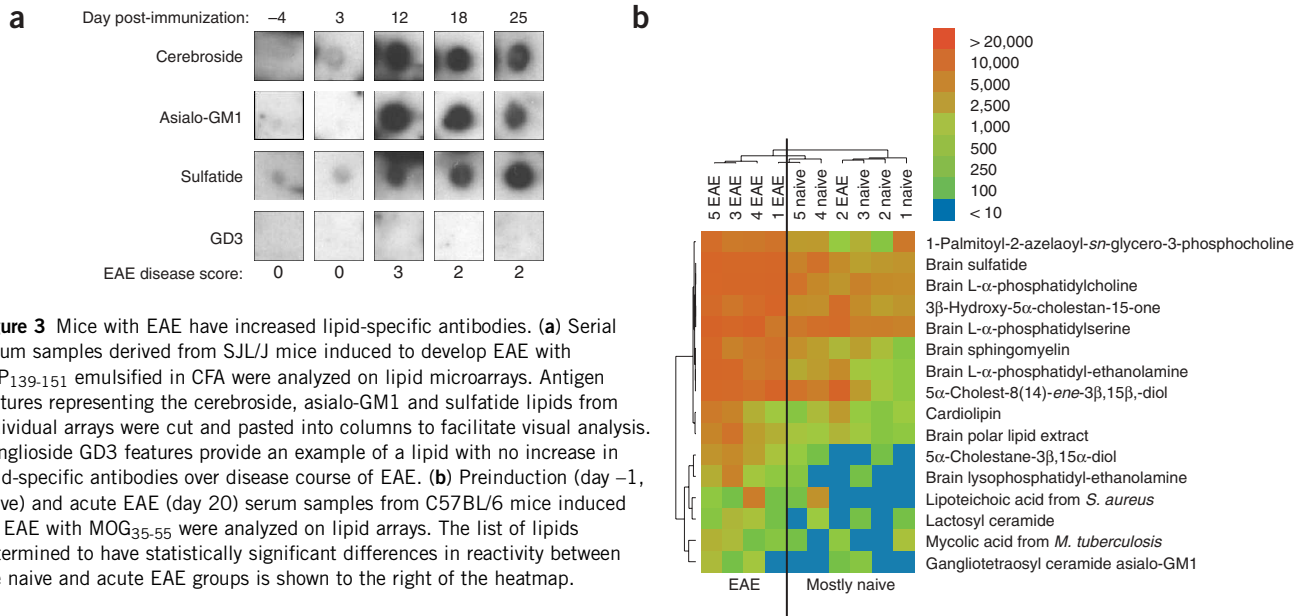 a
Day post-immunization: –4 3 12 18 25
Cerebroside
Asialo-GM1
Sulfatide
GD3
EAE disease score: 0 0 3 2 2
ure 3 Mice with EAE have increased lipid-specific antibodies. (a) Serial
um samples derived from SJL/J mice induced to develop EAE with
P139-151 emulsified in CFA were analyzed on lipid microarrays. Antigen
tures representing the cerebroside, asialo-GM1 and sulfatide lipids from
ividual arrays were cut and pasted into columns to facilitate visual analysis.
nglioside GD3 features provide an example of a lipid with no increase in
d-specific antibodies over disease course of EAE. (b) Preinduction (day –1,
ve) and acute EAE (day 20) serum samples from C57BL/6 mice induced
EAE with MOG35-55 were analyzed on lipid arrays. The list of lipids
termined to have statistically significant differences in reactivity between
e naive and acute EAE groups is shown to the right of the heatmap.
b
> 20,000
10,000
5,000
2,500
1,000
500
250
100
< 10
5 EAE
3 EAE
4 EAE
1 EAE
5 naive
4 naive
2 EAE
3 naive
2 naive
1 naive
1-Palmitoyl-2-azelaoyl-sn-glycero-3-phosphocholine
Brain sulfatide
Brain L-α-phosphatidylcholine
3β-Hydroxy-5α-cholestan-15-one
Brain L-α-phosphatidylserine
Brain sphingomyelin
Brain L-α-phosphatidyl-ethanolamine
5α-Cholest-8(14)-ene-3β,15β,-diol
Cardiolipin
Brain polar lipid extract
5α-Cholestane-3β,15α-diol
Brain lysophosphatidyl-ethanolamine
Lipoteichoic acid from S. aureus
Lactosyl ceramide
Mycolic acid from M. tuberculosis
Gangliotetraosyl ceramide asialo-GM1
EAE Mostly naive